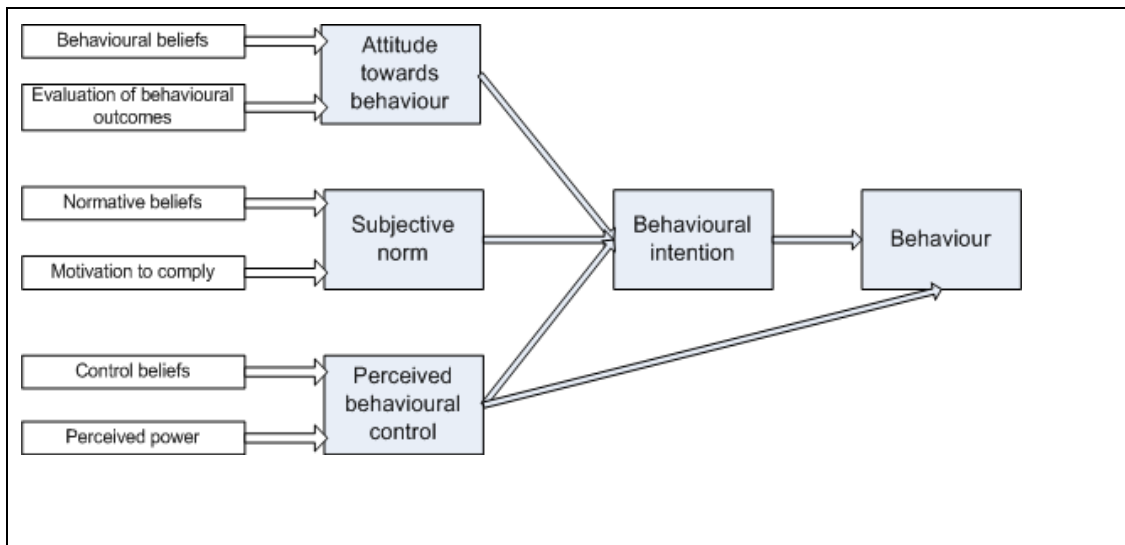 Behavioural beliefs
Evaluation of behavioural
outcomes
Attitude
towards
behaviour
Normative beliefs
Motivation to comply
Subjective
norm
Behavioural
intention
Behaviour
Control beliefs
Perceived power
Perceived
behavioural
control